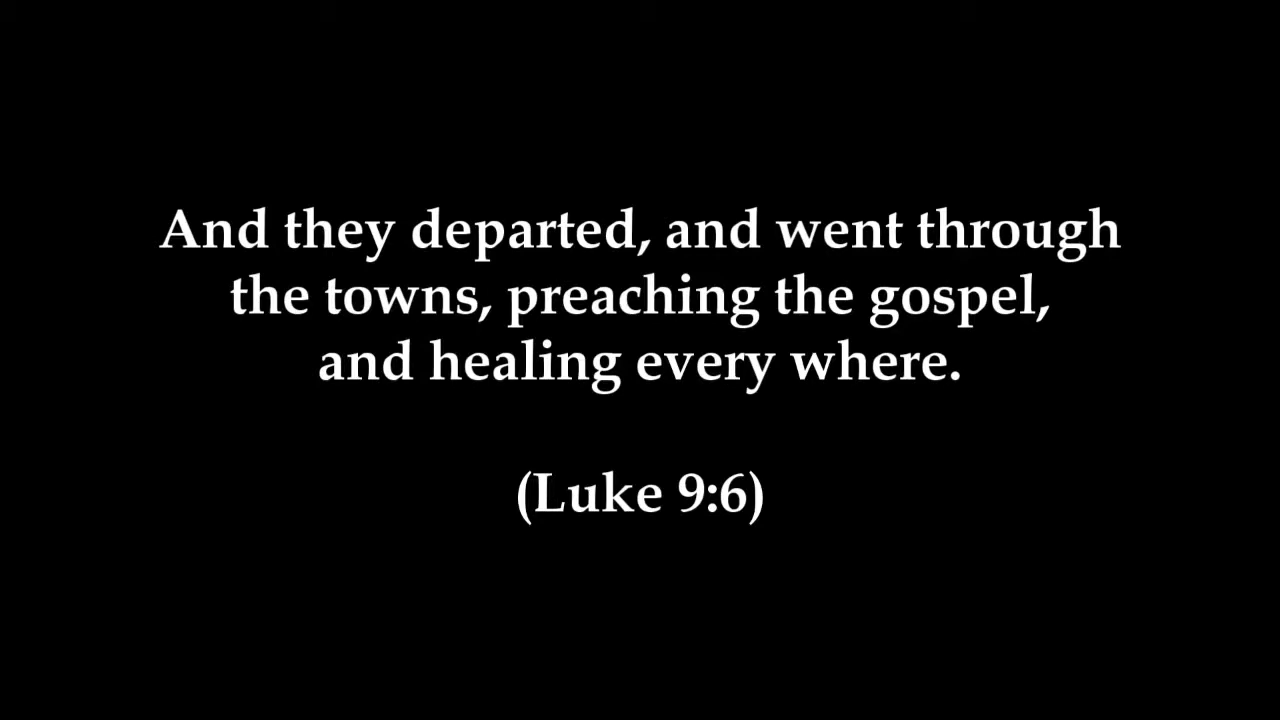 And they departed, and went through
the towns, preaching the gospel,
and healing every where.
(Luke 9:6)